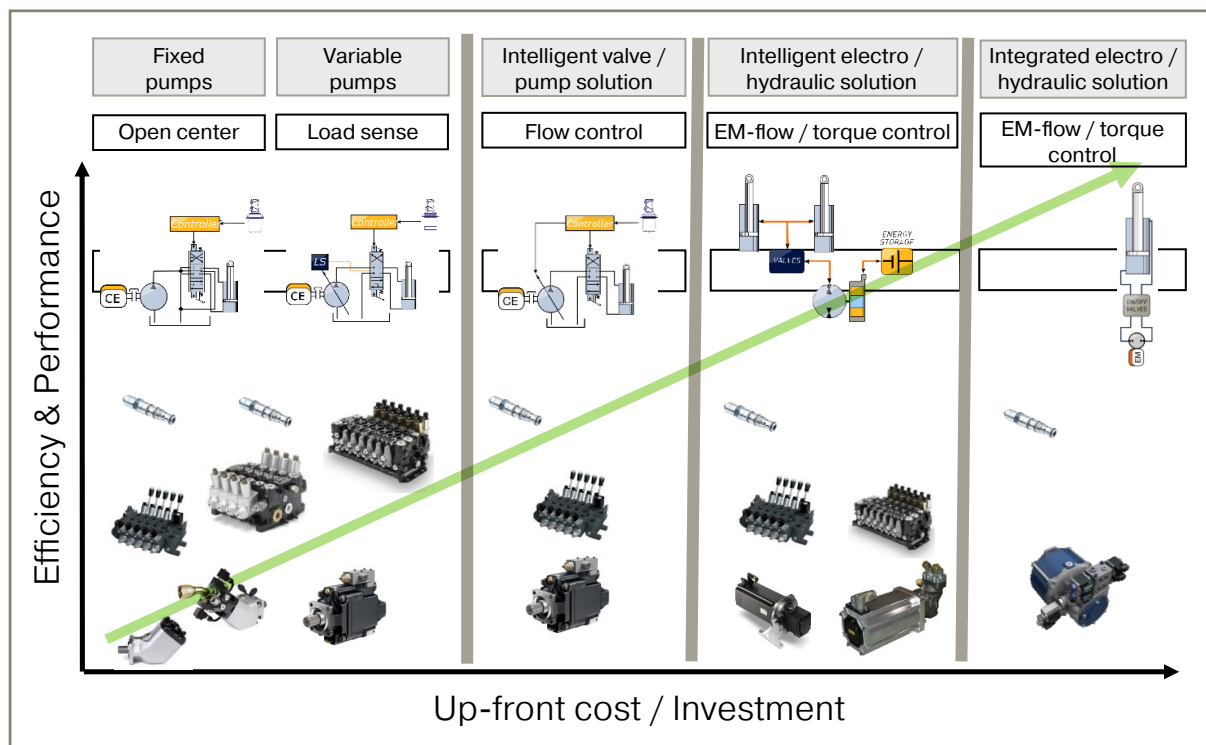 Fixed
pumps
Variable
pumps
Intelligent valve /
pump solution
Intelligent electro /
hydraulic solution
Integrated electro /
hydraulic solution
Open center
Load sense
Flow control
EM-flow / torque control
EM-flow / torque
control
Controller
CE
Controller
LS
CE
Controller
CE
VALVES
ENERGY
STORAGE
ON/OFF
VALVES
EM
Efficiency & Performance
Up-front cost / Investment